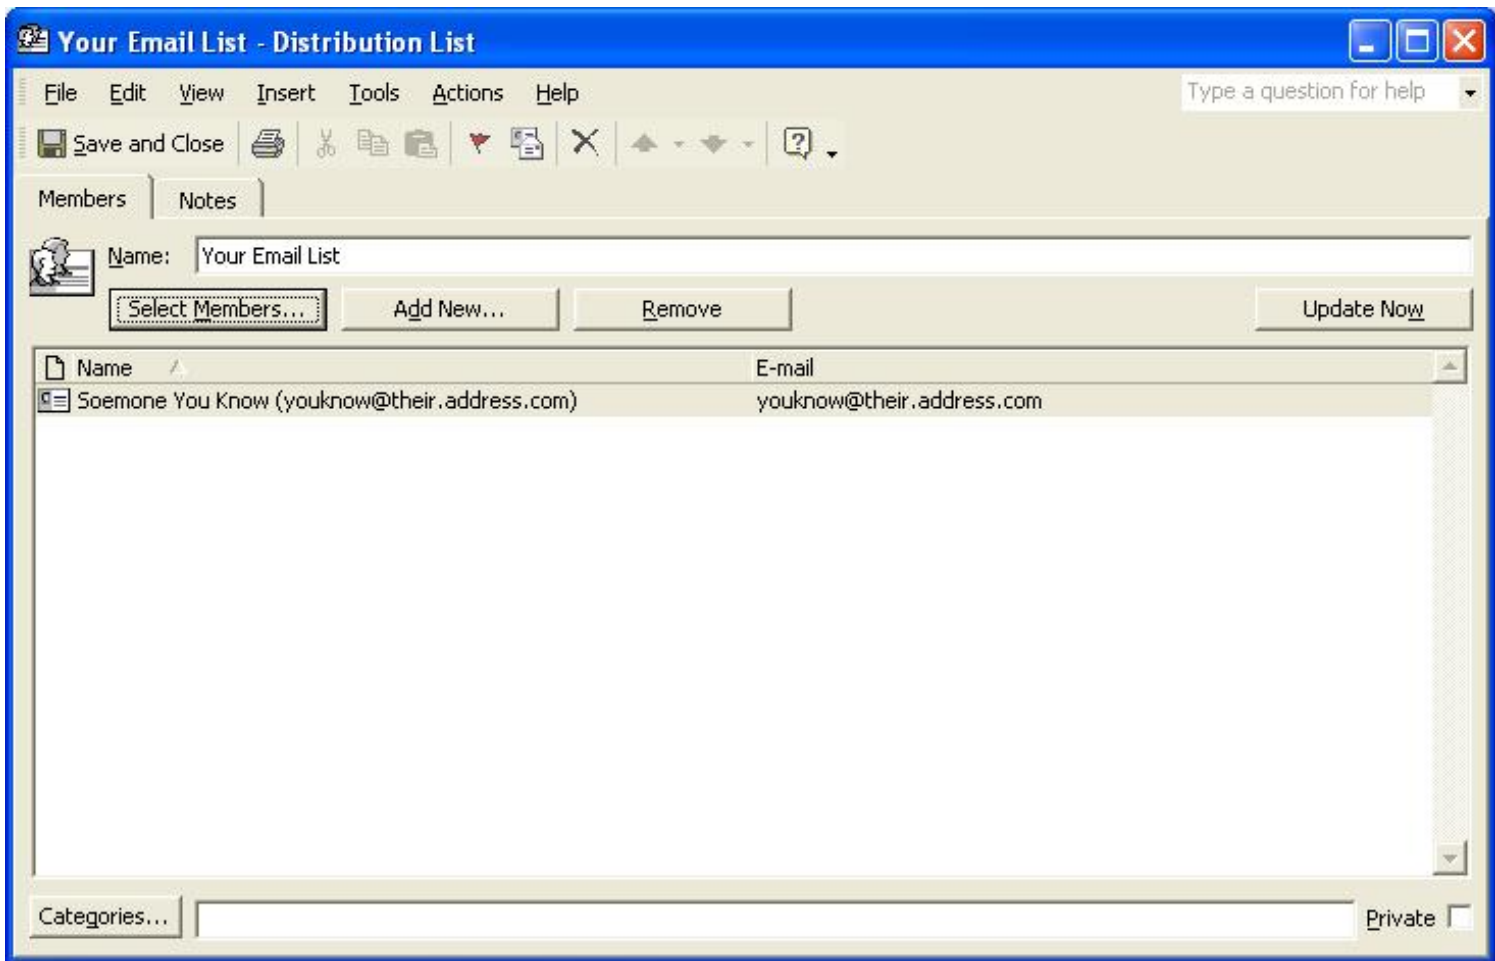 Your Email List - Distribution List
File Edit View Insert Tools Actions Help Type a question for help
Save and Close
Members Notes
Name: Your Email List
Select Members... Add New... Remove Update Now
Name E-mail
Soemone You Know (youknow@their.address.com) youknow@their.address.com
Categories... Private